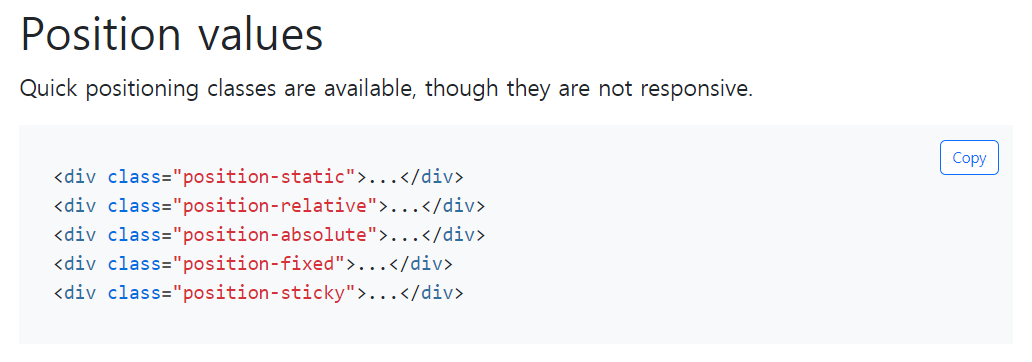 Position values
Quick positioning classes are available, though they are not responsive.
Copy
<div class="position-static">...</div>
<div class="position-relative">...</div>
<div class="position-absolute">...</div>
<div class="position-fixed">...</div>
<div class="position-sticky">...</div>